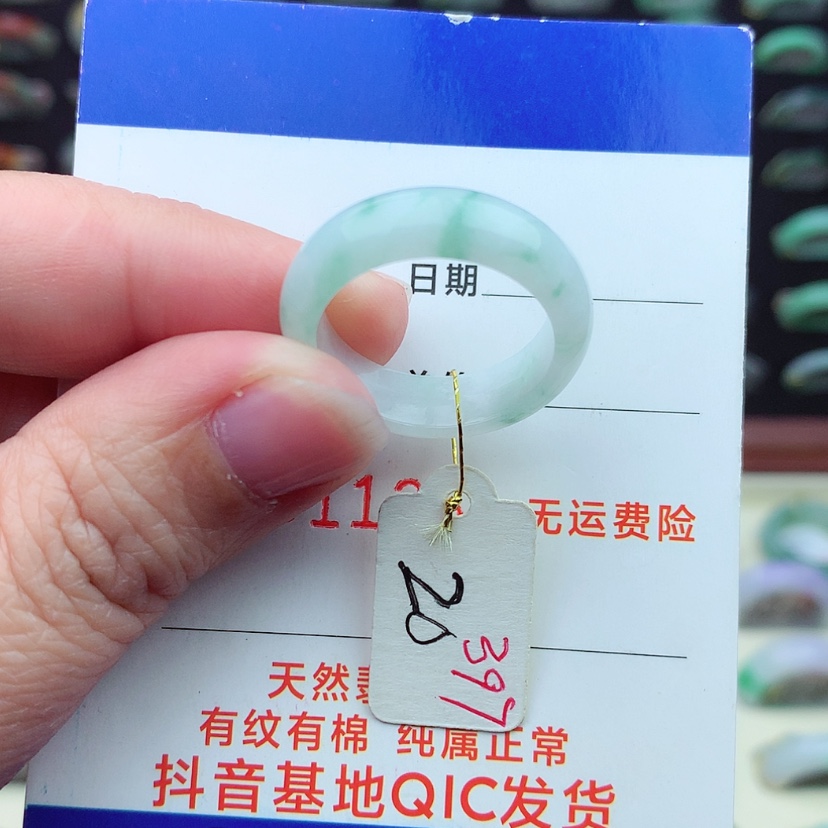 日期
无运费险
20
397
天然
有纹有棉 纯属正常
抖音基地QIC发货